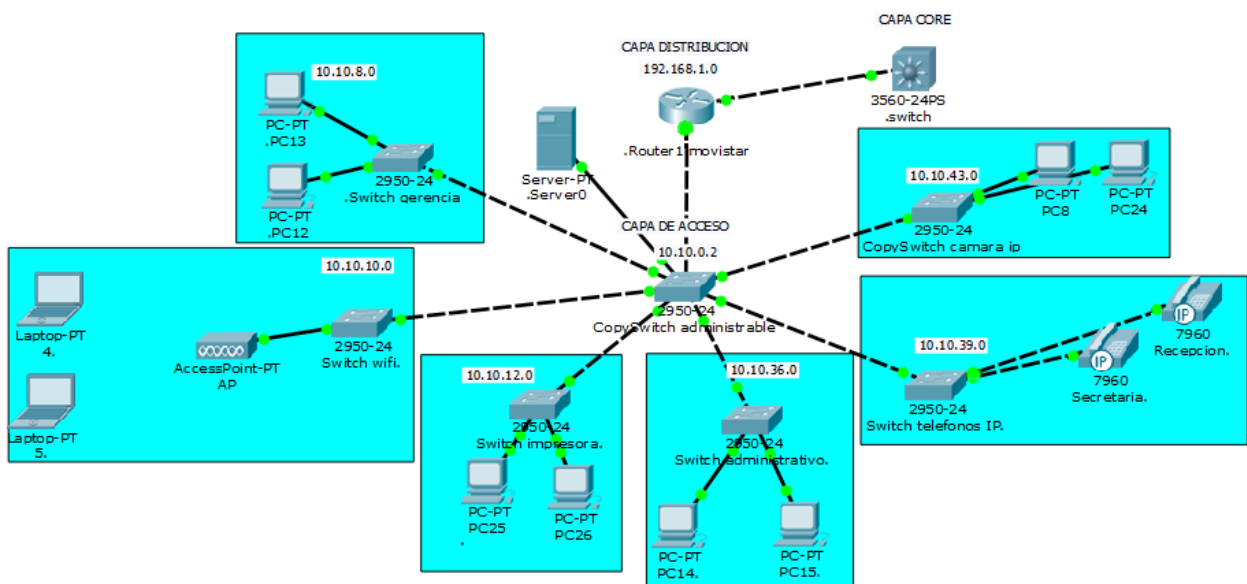 CAPA CORE
CAPA DISTRIBUCION
192.168.1.0
3560-24PS
.switch
.Router1 movistar
10.10.8.0
PC-PT
.PC13
PC-PT
.PC12
2950-24
.Switch gerencia
Server-PT
.Server0
10.10.43.0
PC-PT
PC8
PC-PT
PC24
2950-24
CopySwitch camara ip
CAPA DE ACCESO
10.10.0.2
2950-24
CopySwitch administrable
10.10.10.0
Laptop-PT
4.
AccessPoint-PT
AP
2950-24
Switch wifi.
Laptop-PT
5.
10.10.12.0
2950-24
Switch impresora.
PC-PT
PC25
.
PC-PT
PC26
10.10.36.0
2950-24
Switch administrativo.
PC-PT
PC14.
PC-PT
PC15.
10.10.39.0
IP
7960
Recepcion.
IP
7960
Secretaria.
2950-24
Switch telefonos IP.